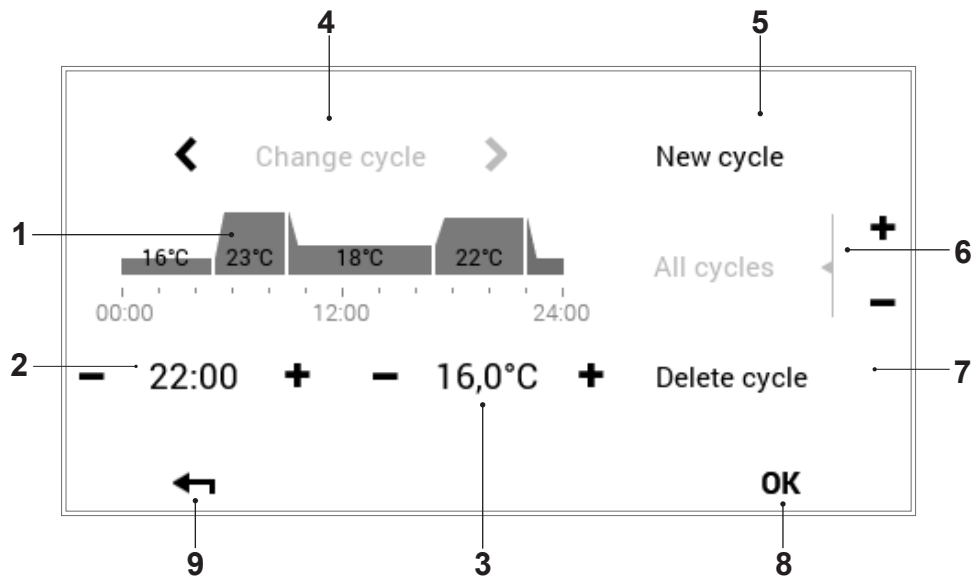 4 5
Change cycle New cycle
1
16°C 23°C 18°C 22°C
+
All cycles
6
−
00:00 12:00 24:00
2
− 22:00 + − 16,0°C + Delete cycle
7
OK
9 3 8